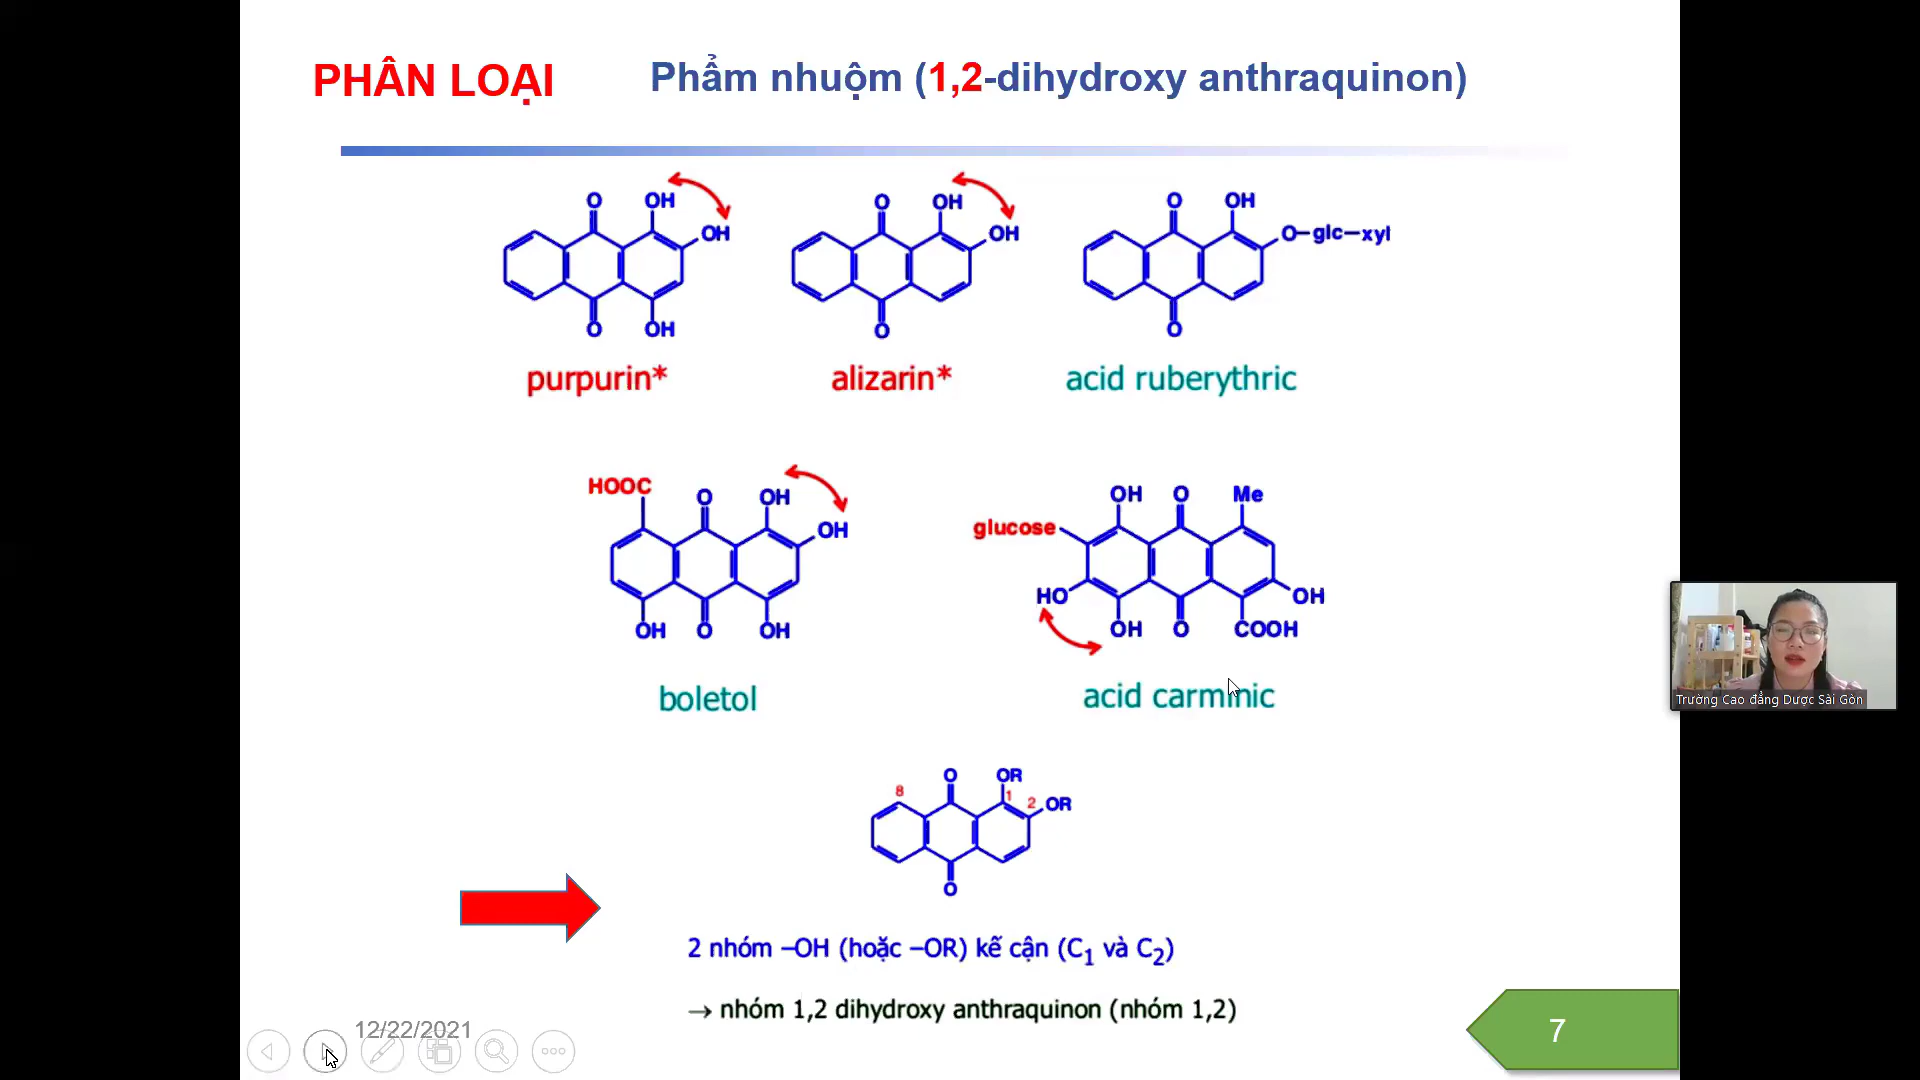 PHÂN LOẠI
Phẩm nhuộm (1,2-dihydroxy anthraquinon)
O OH
OH
O OH
purpurin*
O OH
OH
O
alizarin*
O OH
O–glc–xyl
O
acid ruberythric
HOOC O OH
OH
OH O OH
boletol
OH O Me
glucose
HO OH
OH O COOH
acid carminic
8 O OR
1 2 OR
O
2 nhóm –OH (hoặc –OR) kế cận (C1 và C2)
→ nhóm 1,2 dihydroxy anthraquinon (nhóm 1,2)
12/22/2021
7
Trường Cao đẳng Dược Sài Gòn